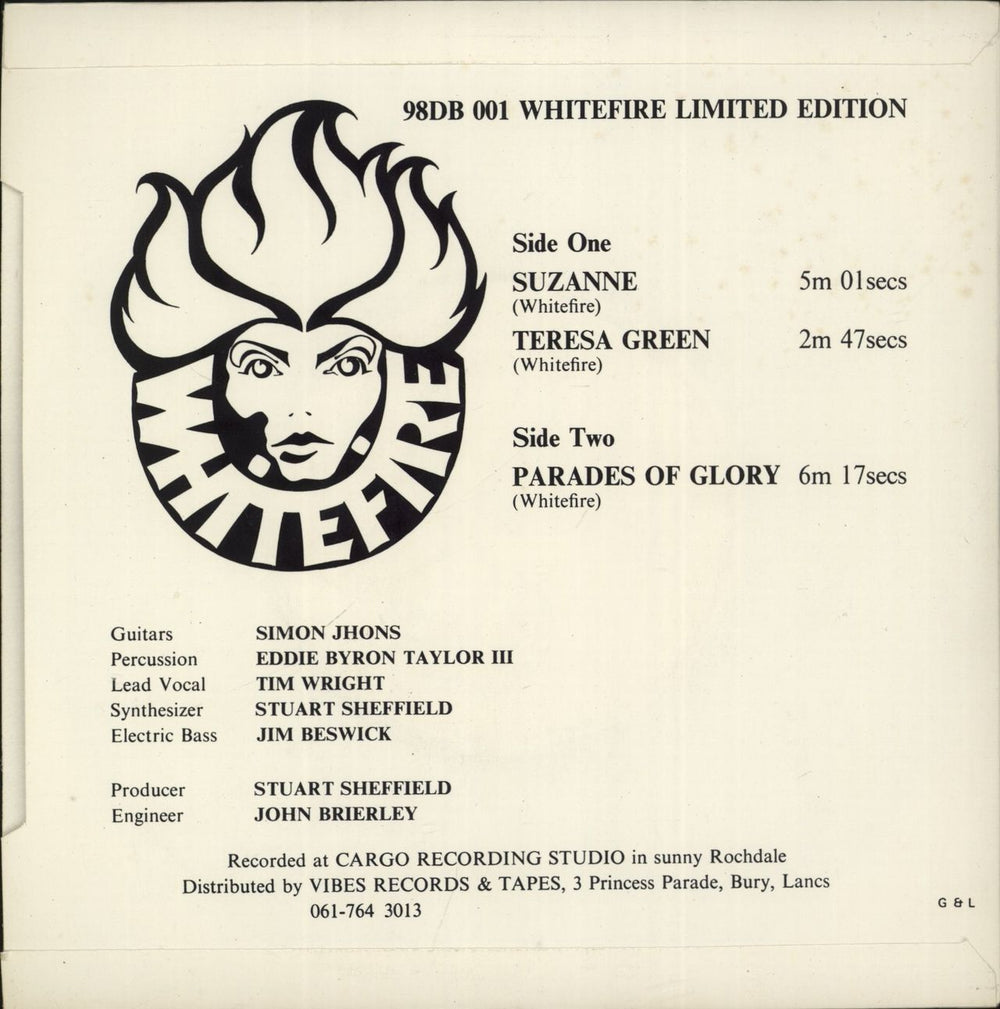 98DB 001 WHITEFIRE LIMITED EDITION
WHITEFIRE
Side One
SUZANNE 5m 01secs
(Whitefire)
TERESA GREEN 2m 47secs
(Whitefire)
Side Two
PARADES OF GLORY 6m 17secs
(Whitefire)
Guitars SIMON JHONS
Percussion EDDIE BYRON TAYLOR III
Lead Vocal TIM WRIGHT
Synthesizer STUART SHEFFIELD
Electric Bass JIM BESWICK
Producer STUART SHEFFIELD
Engineer JOHN BRIERLEY
Recorded at CARGO RECORDING STUDIO in sunny Rochdale
Distributed by VIBES RECORDS & TAPES, 3 Princess Parade, Bury, Lancs
061-764 3013
G & L